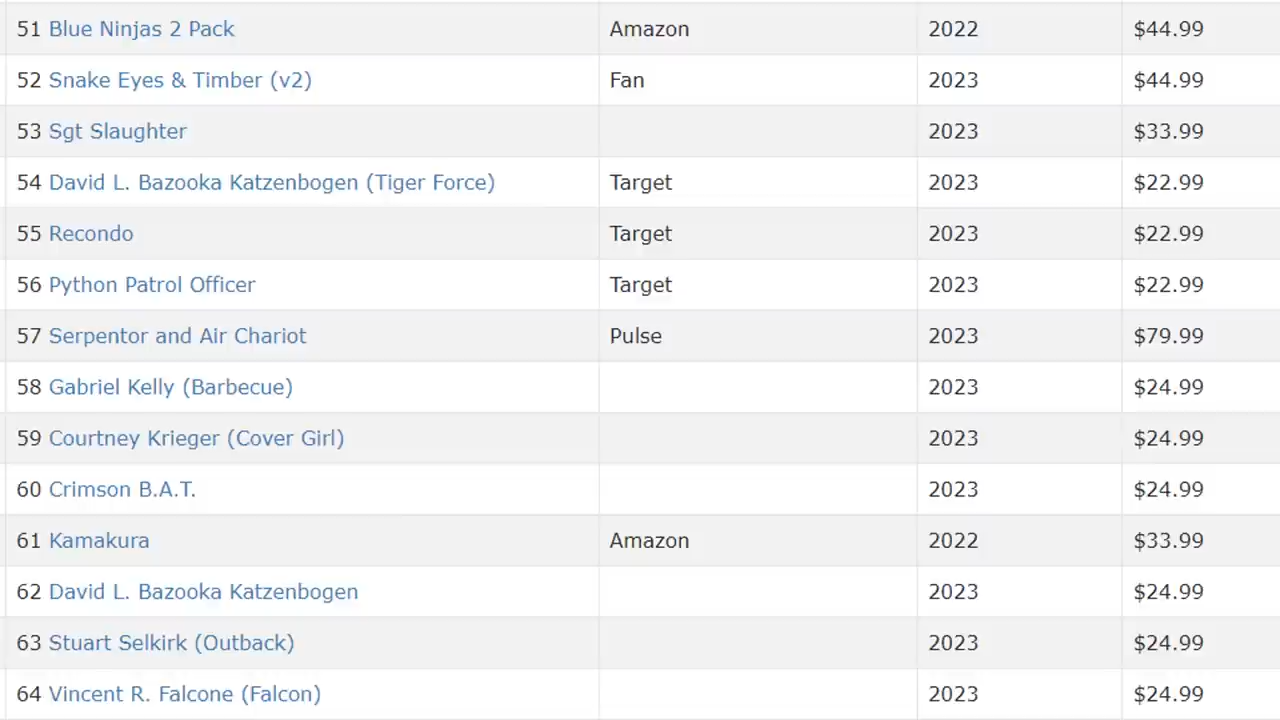 51 Blue Ninjas 2 Pack Amazon 2022 $44.99
52 Snake Eyes & Timber (v2) Fan 2023 $44.99
53 Sgt Slaughter 2023 $33.99
54 David L. Bazooka Katzenbogen (Tiger Force) Target 2023 $22.99
55 Recondo Target 2023 $22.99
56 Python Patrol Officer Target 2023 $22.99
57 Serpentor and Air Chariot Pulse 2023 $79.99
58 Gabriel Kelly (Barbecue) 2023 $24.99
59 Courtney Krieger (Cover Girl) 2023 $24.99
60 Crimson B.A.T. 2023 $24.99
61 Kamakura Amazon 2022 $33.99
62 David L. Bazooka Katzenbogen 2023 $24.99
63 Stuart Selkirk (Outback) 2023 $24.99
64 Vincent R. Falcone (Falcon) 2023 $24.99